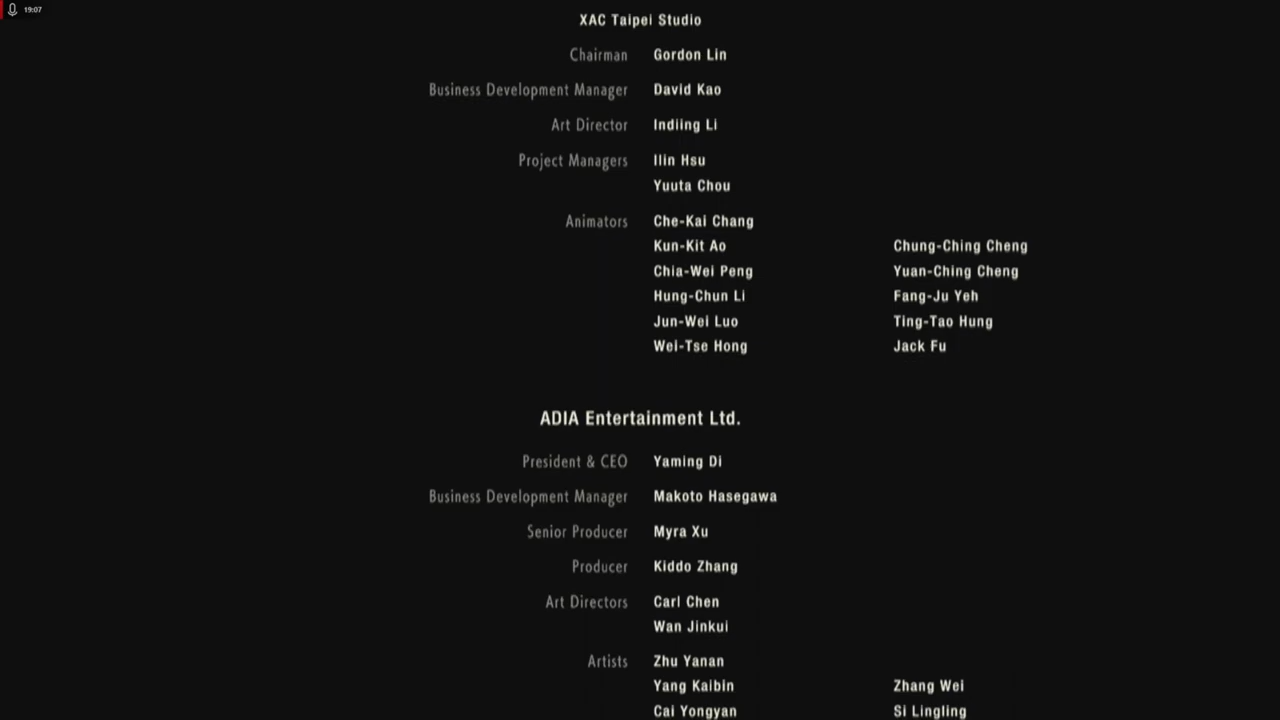 19:07
XAC Taipei Studio
Chairman Gordon Lin
Business Development Manager David Kao
Art Director Indiing Li
Project Managers Ilin Hsu
Yuuta Chou
Animators Che-Kai Chang
Kun-Kit Ao Chung-Ching Cheng
Chia-Wei Peng Yuan-Ching Cheng
Hung-Chun Li Fang-Ju Yeh
Jun-Wei Luo Ting-Tao Hung
Wei-Tse Hong Jack Fu
ADIA Entertainment Ltd.
President & CEO Yaming Di
Business Development Manager Makoto Hasegawa
Senior Producer Myra Xu
Producer Kiddo Zhang
Art Directors Carl Chen
Wan Jinkui
Artists Zhu Yanan
Yang Kaibin Zhang Wei
Cai Yongyan Si Lingling